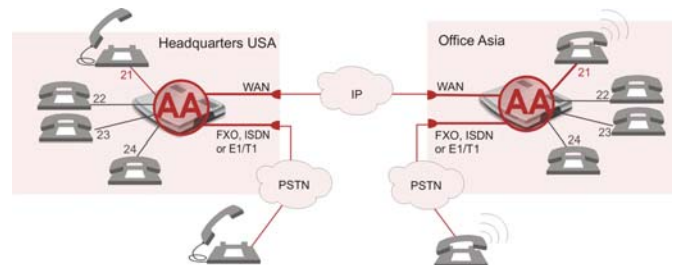 Headquarters USA
21
22
23
24
AA
WAN
FXO, ISDN
or E1/T1
PSTN
IP
Office Asia
21
WAN
AA
22
23
24
FXO, ISDN
or E1/T1
PSTN